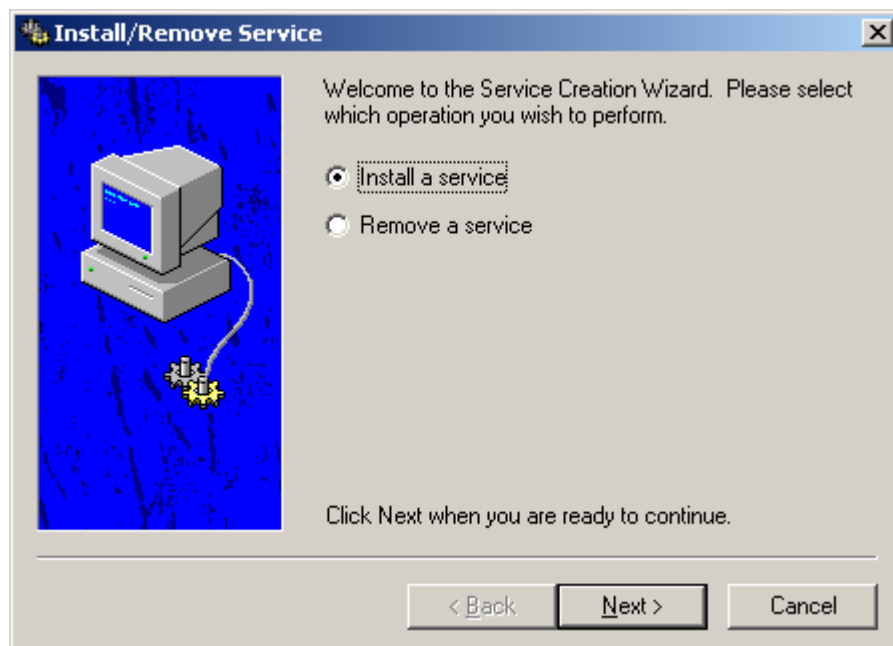 Install/Remove Service
Welcome to the Service Creation Wizard.  Please select
which operation you wish to perform.
Install a service
Remove a service
Click Next when you are ready to continue.
< Back
Next >
Cancel